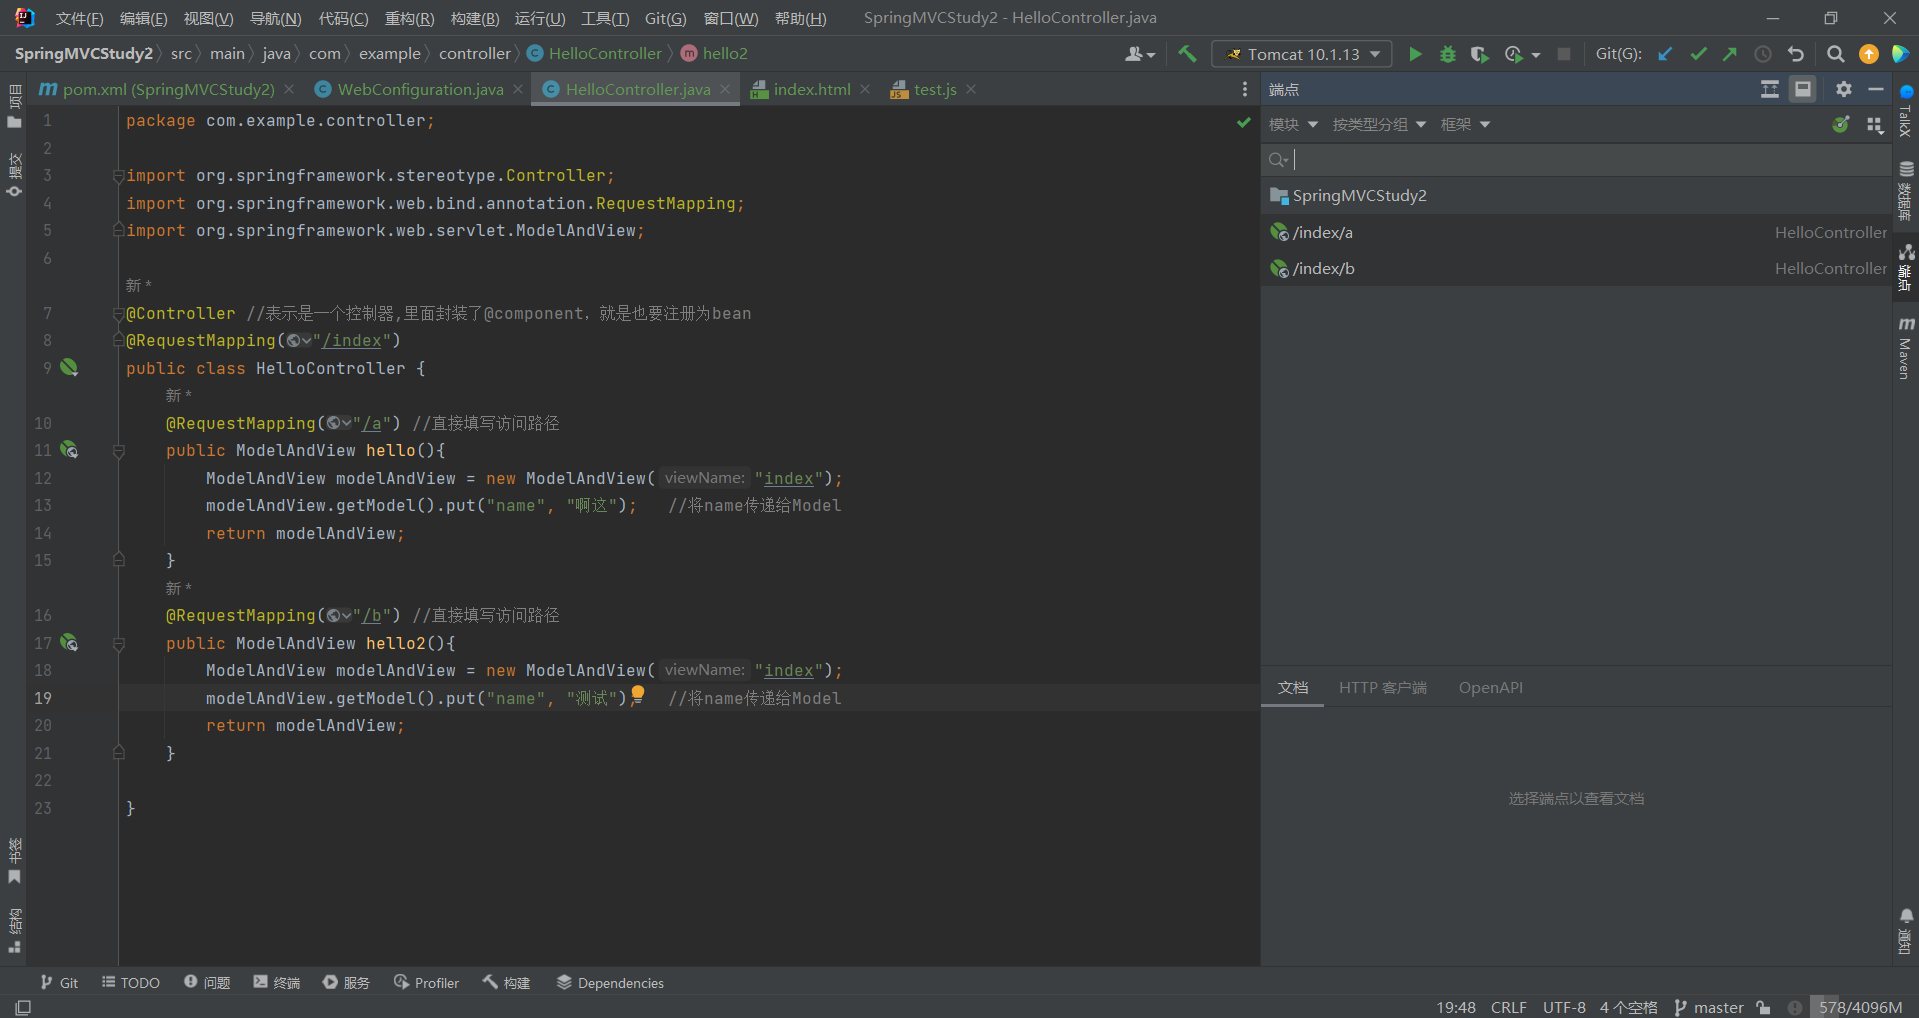 文件(F) 编辑(E) 视图(V) 导航(N) 代码(C) 重构(R) 构建(B) 运行(U) 工具(T) Git(G) 窗口(W) 帮助(H) SpringMVCStudy2 - HelloController.java
SpringMVCStudy2 src main java com example controller C HelloController m hello2 Tomcat 10.1.13 Git(G):
m pom.xml (SpringMVCStudy2) C WebConfiguration.java C HelloController.java index.html test.js
1 package com.example.controller;
2
3 import org.springframework.stereotype.Controller;
4 import org.springframework.web.bind.annotation.RequestMapping;
5 import org.springframework.web.servlet.ModelAndView;
6
新 *
7 @Controller //表示是一个控制器,里面封装了@component，就是也要注册为bean
8 @RequestMapping("/index")
9 public class HelloController {
新 *
10 @RequestMapping("/a") //直接填写访问路径
11 public ModelAndView hello(){
12 ModelAndView modelAndView = new ModelAndView( viewName: "index");
13 modelAndView.getModel().put("name", "啊这"); //将name传递给Model
14 return modelAndView;
15 }
新 *
16 @RequestMapping("/b") //直接填写访问路径
17 public ModelAndView hello2(){
18 ModelAndView modelAndView = new ModelAndView( viewName: "index");
19 modelAndView.getModel().put("name", "测试"); //将name传递给Model
20 return modelAndView;
21 }
22
23 }
端点
模块 按类型分组 框架
SpringMVCStudy2
/index/a HelloController
/index/b HelloController
文档 HTTP 客户端 OpenAPI
选择端点以查看文档
项目
提交
书签
结构
TalkX
数据库
端点
m Maven
通知
Git TODO 问题 终端 服务 Profiler 构建 Dependencies
19:48 CRLF UTF-8 4 个空格 master 578/4096M